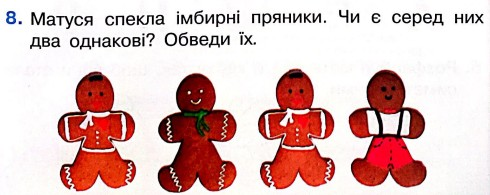 8. Матуся спекла імбирні пряники. Чи є серед них
два однакові? Обведи їх.